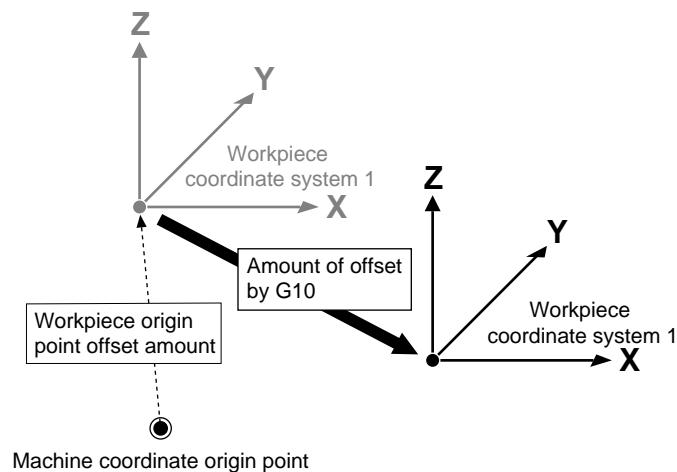 Z
Y
Workpiece
coordinate system 1
X
Z
Y
Amount of offset
by G10
Workpiece origin
point offset amount
Workpiece
coordinate system 1
X
Machine coordinate origin point